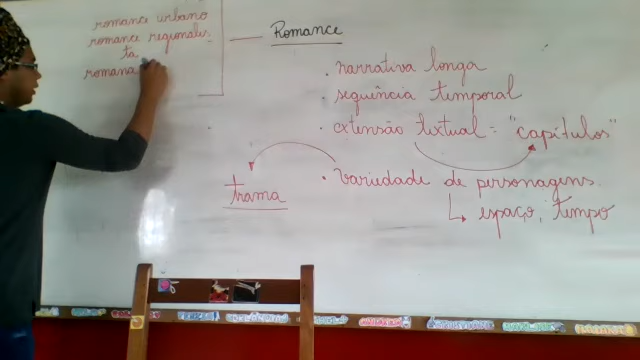 romance urbano
romance regionalis-
ta
romana
Romance
• narrativa longa
• sequência temporal
• extensão textual = "capítulos"
• Variedade de personagens.
trama
espaço, tempo